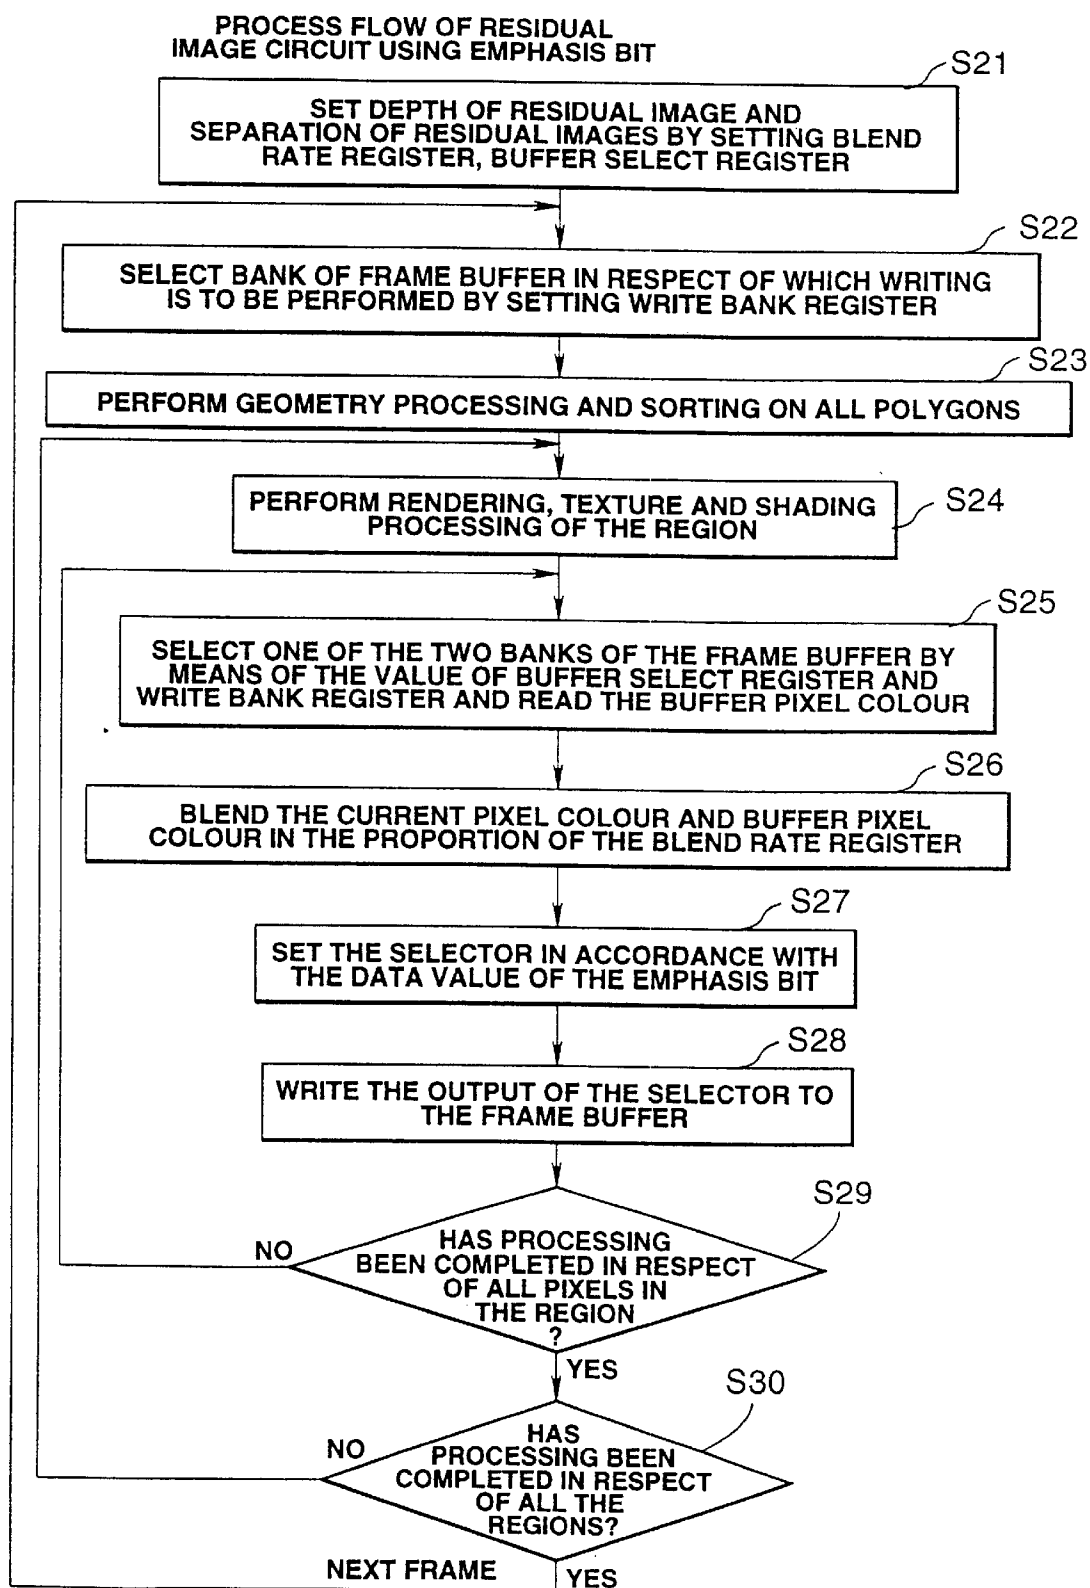 PROCESS FLOW OF RESIDUAL
IMAGE CIRCUIT USING EMPHASIS BIT
S21
SET DEPTH OF RESIDUAL IMAGE AND
SEPARATION OF RESIDUAL IMAGES BY SETTING BLEND
RATE REGISTER, BUFFER SELECT REGISTER
S22
SELECT BANK OF FRAME BUFFER IN RESPECT OF WHICH WRITING
IS TO BE PERFORMED BY SETTING WRITE BANK REGISTER
S23
PERFORM GEOMETRY PROCESSING AND SORTING ON ALL POLYGONS
S24
PERFORM RENDERING, TEXTURE AND SHADING
PROCESSING OF THE REGION
S25
SELECT ONE OF THE TWO BANKS OF THE FRAME BUFFER BY
MEANS OF THE VALUE OF BUFFER SELECT REGISTER AND
WRITE BANK REGISTER AND READ THE BUFFER PIXEL COLOUR
S26
BLEND THE CURRENT PIXEL COLOUR AND BUFFER PIXEL
COLOUR IN THE PROPORTION OF THE BLEND RATE REGISTER
S27
SET THE SELECTOR IN ACCORDANCE WITH
THE DATA VALUE OF THE EMPHASIS BIT
S28
WRITE THE OUTPUT OF THE SELECTOR TO
THE FRAME BUFFER
S29
NO
HAS PROCESSING
BEEN COMPLETED IN RESPECT
OF ALL PIXELS IN
THE REGION
?
YES
S30
NO
HAS
PROCESSING BEEN
COMPLETED IN RESPECT
OF ALL THE
REGIONS?
NEXT FRAME
YES